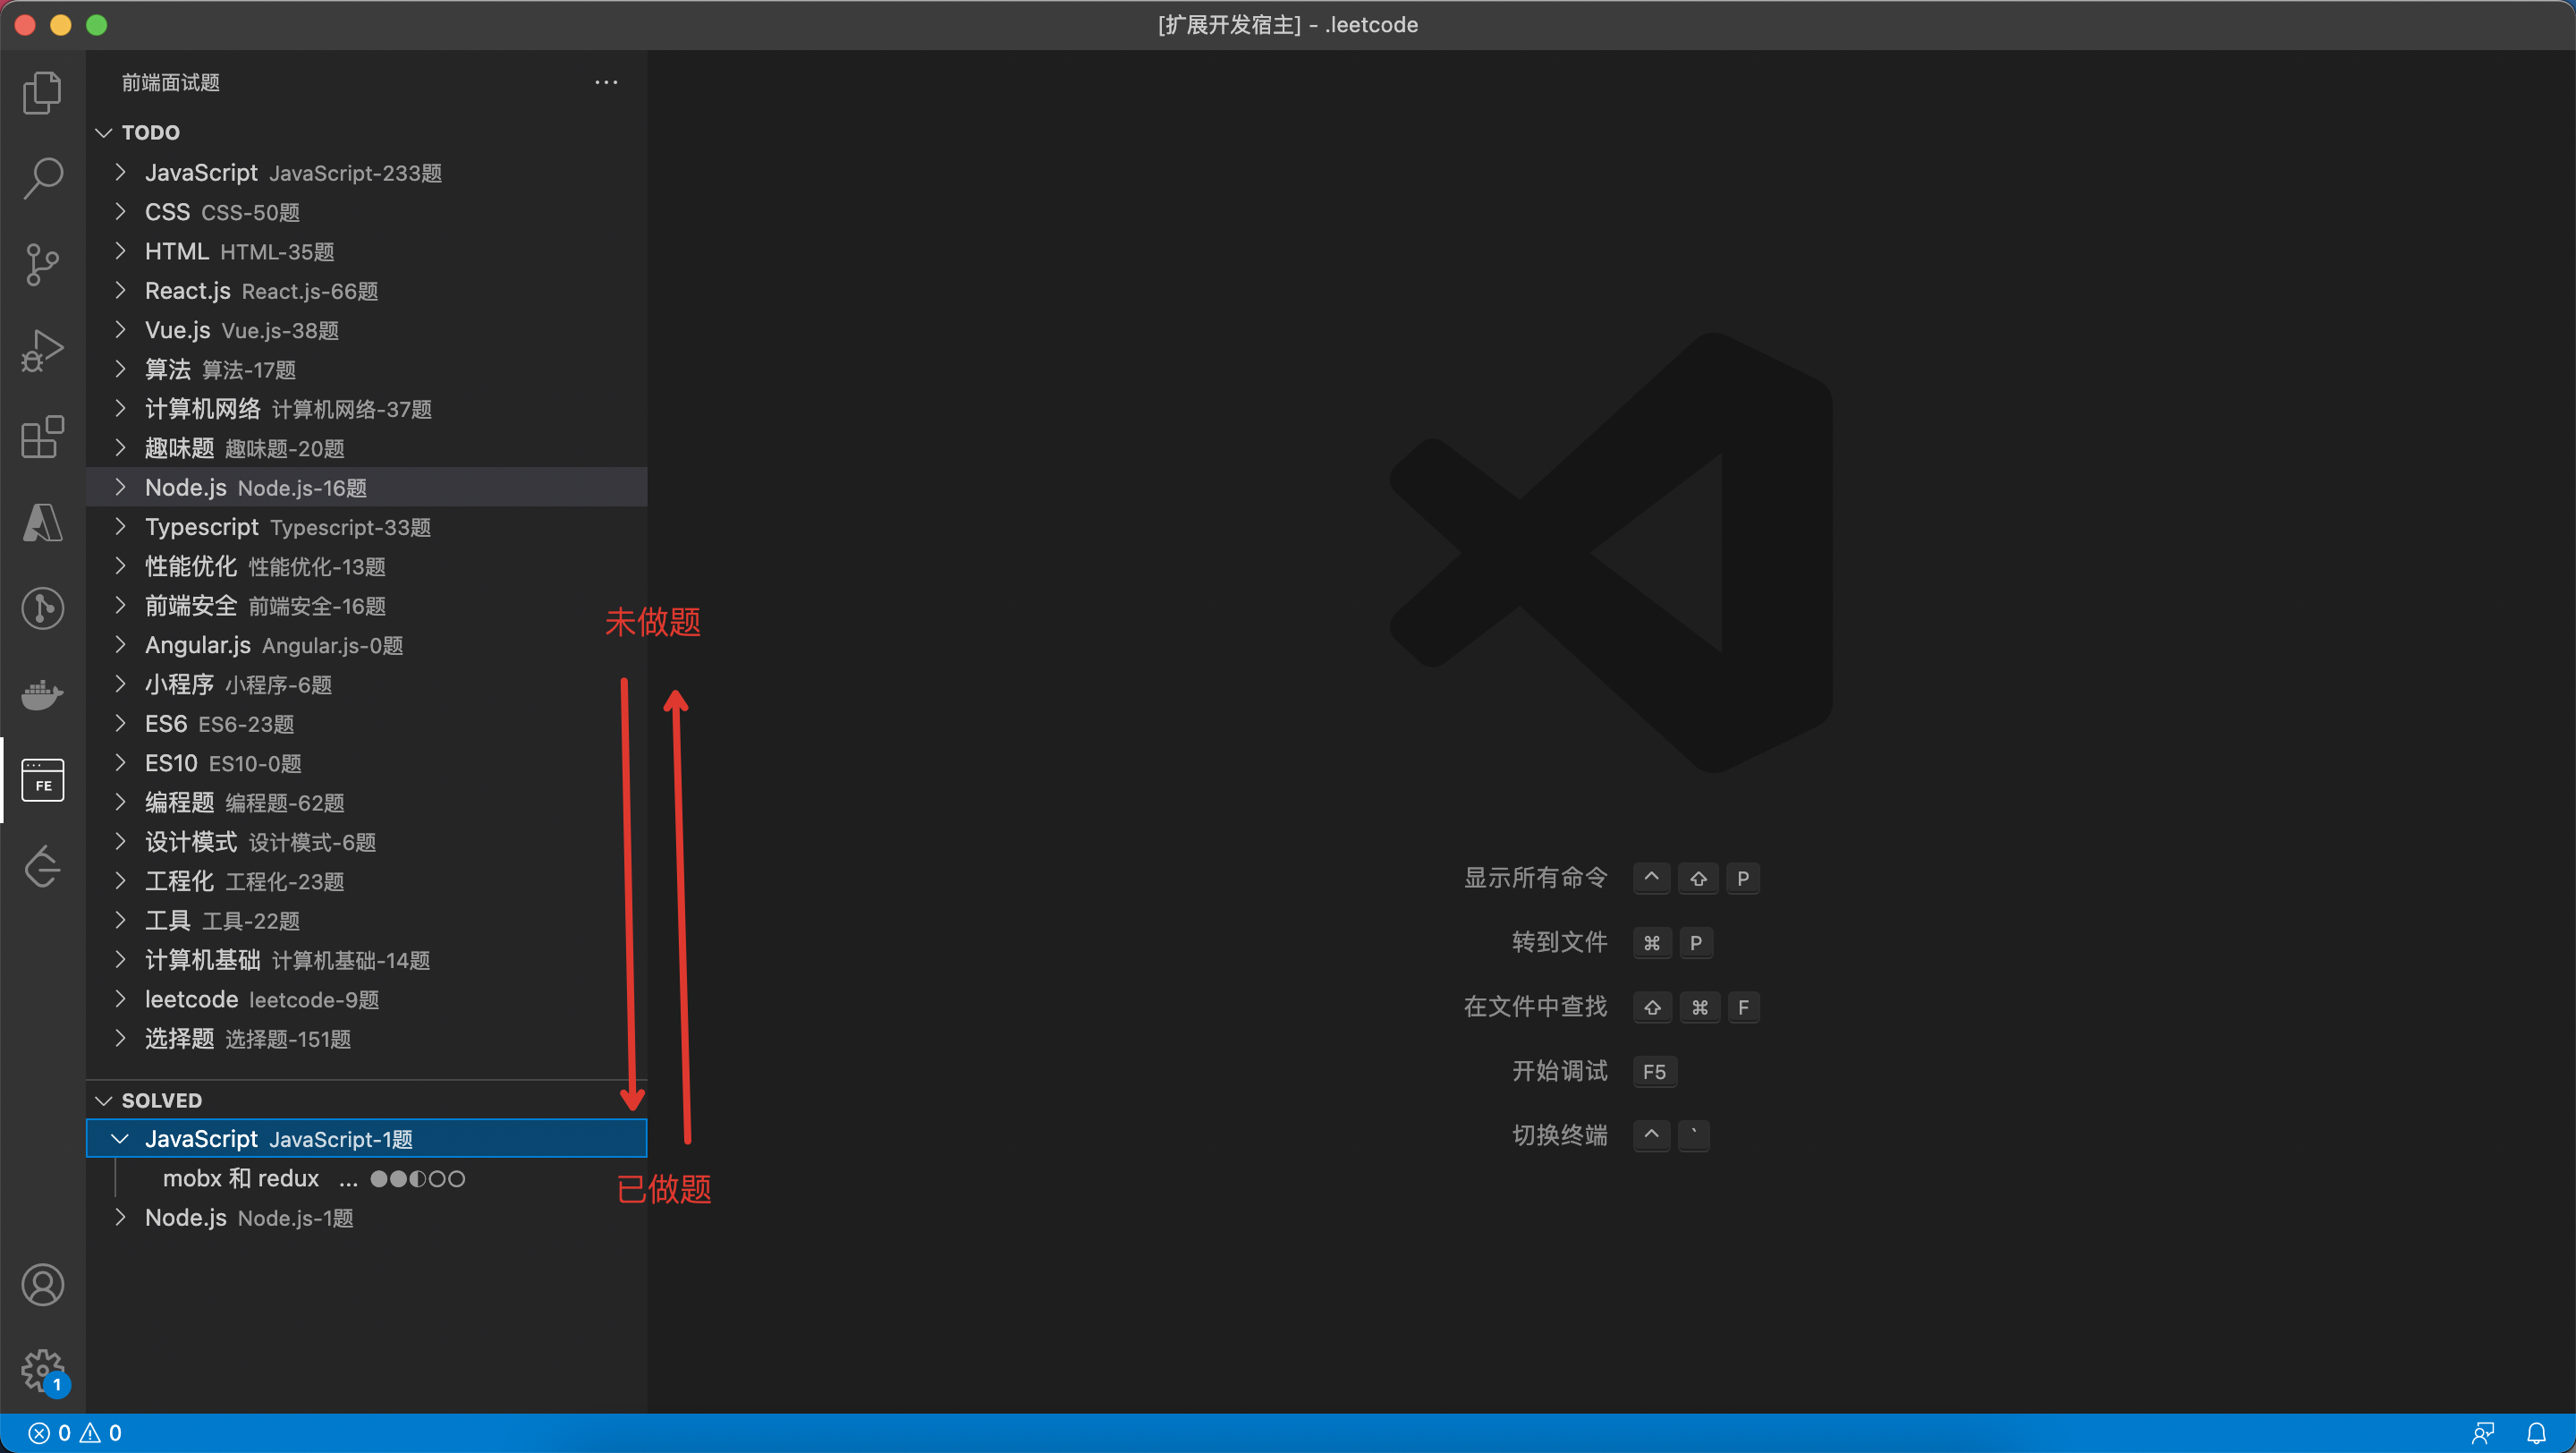 [扩展开发宿主] - .leetcode
前端面试题 ···
TODO
JavaScript JavaScript-233题
CSS CSS-50题
HTML HTML-35题
React.js React.js-66题
Vue.js Vue.js-38题
算法 算法-17题
计算机网络 计算机网络-37题
趣味题 趣味题-20题
Node.js Node.js-16题
Typescript Typescript-33题
性能优化 性能优化-13题
前端安全 前端安全-16题
未做题
Angular.js Angular.js-0题
小程序 小程序-6题
ES6 ES6-23题
ES10 ES10-0题
FE
编程题 编程题-62题
设计模式 设计模式-6题
工程化 工程化-23题
工具 工具-22题
计算机基础 计算机基础-14题
leetcode leetcode-9题
选择题 选择题-151题
SOLVED
JavaScript JavaScript-1题
mobx 和 redux ...
已做题
Node.js Node.js-1题
显示所有命令 ^ ⇧ P
转到文件 ⌘ P
在文件中查找 ⇧ ⌘ F
开始调试 F5
切换终端 ^ `
1
0 0